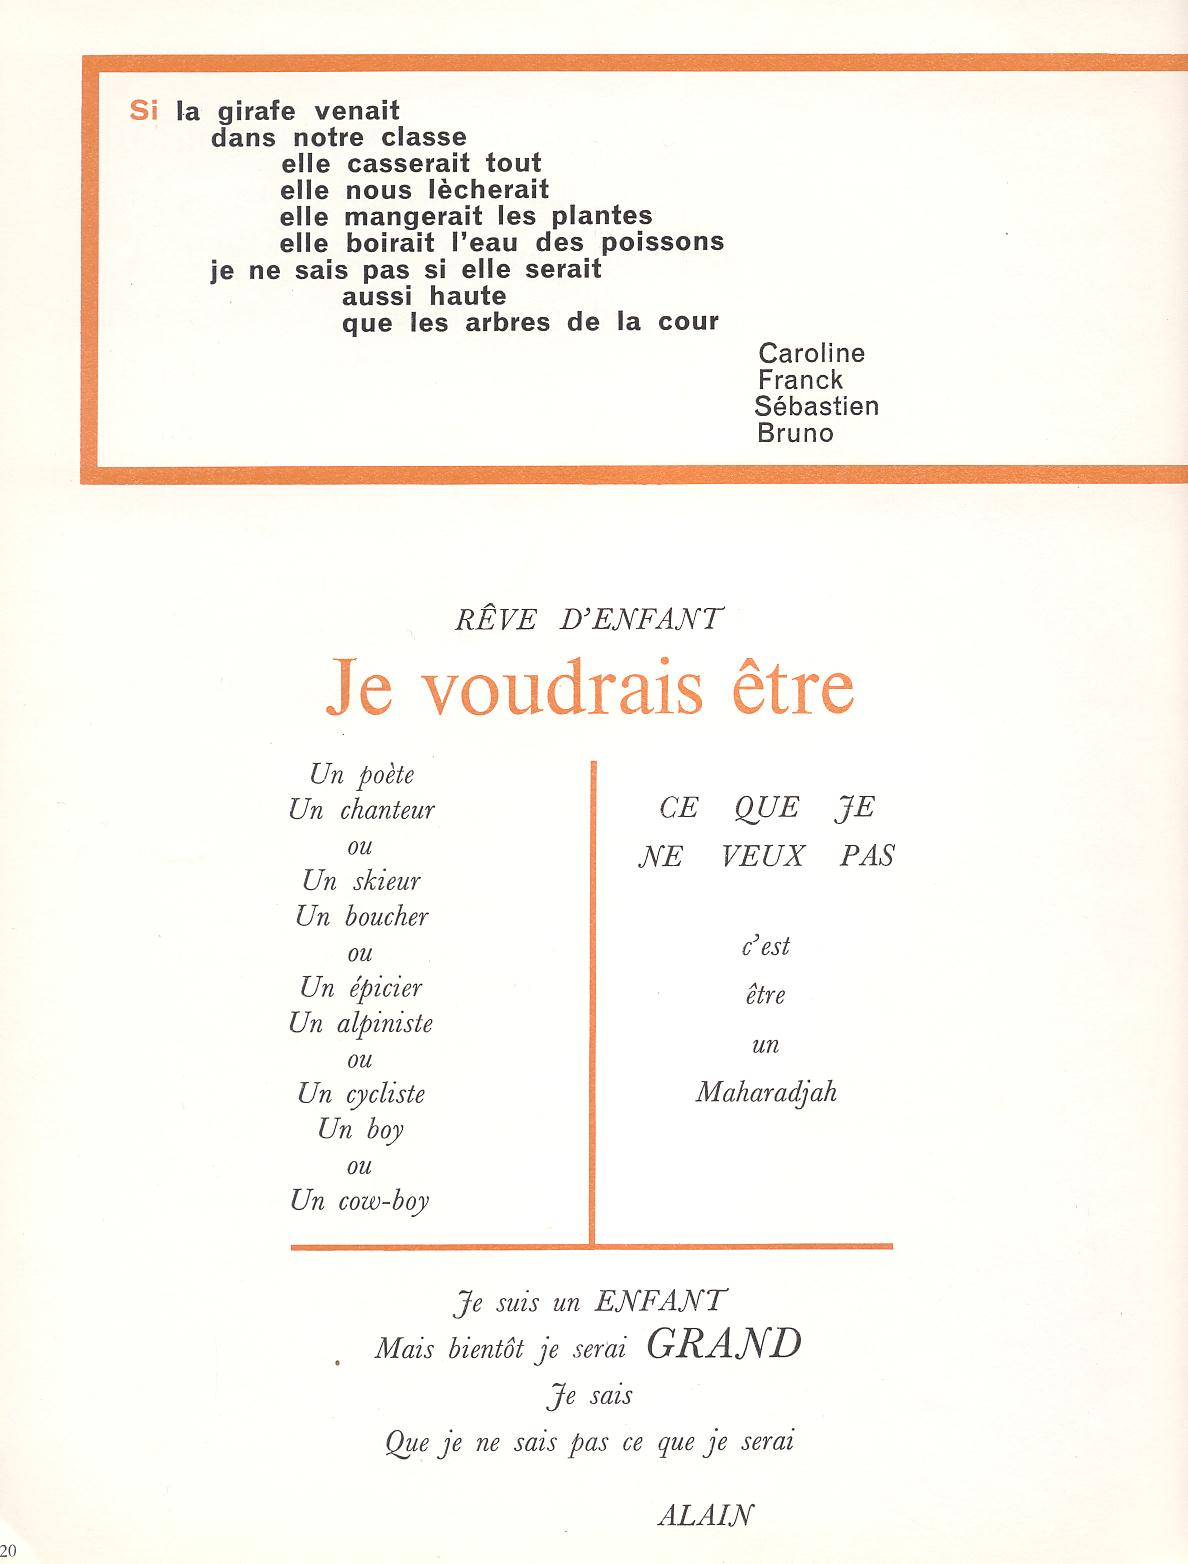 Si la girafe venait
dans notre classe
elle casserait tout
elle nous lècherait
elle mangerait les plantes
elle boirait l'eau des poissons
je ne sais pas si elle serait
aussi haute
que les arbres de la cour
Caroline
Franck
Sébastien
Bruno
RÊVE D'ENFANT
Je voudrais être
Un poète
Un chanteur
ou
Un skieur
Un boucher
ou
Un épicier
Un alpiniste
ou
Un cycliste
Un boy
ou
Un cow-boy
CE QUE JE
NE VEUX PAS
c'est
être
un
Maharadjah
Je suis un ENFANT
Mais bientôt je serai GRAND
Je sais
Que je ne sais pas ce que je serai
ALAIN
20